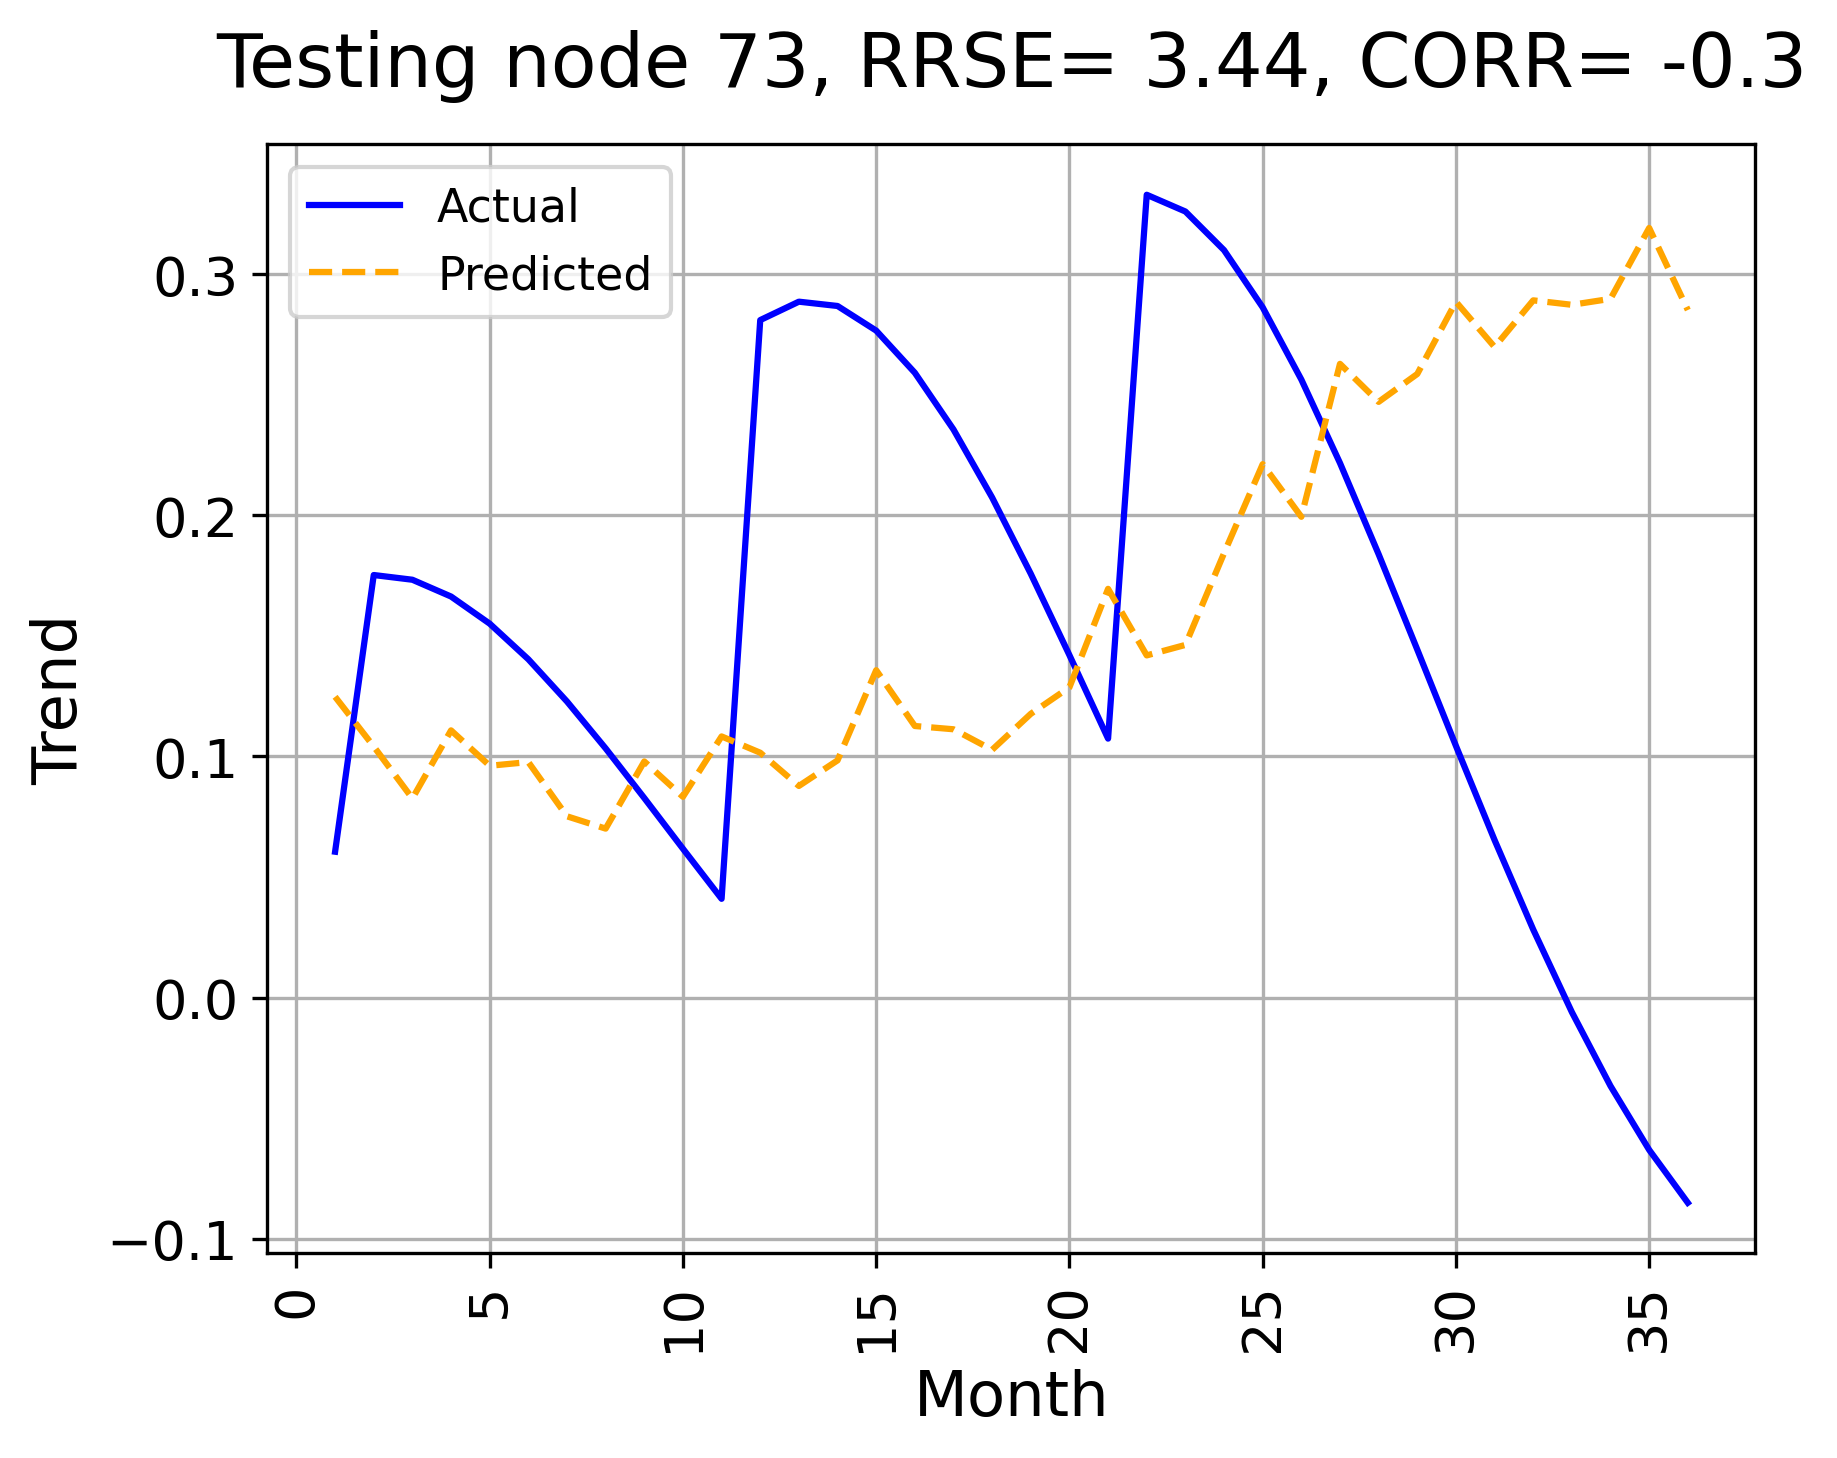 Testing node 73, RRSE= 3.44, CORR= -0.3
Actual
Predicted
Trend
0.3
0.2
0.1
0.0
−0.1
0
5
10
15
20
25
30
35
Month